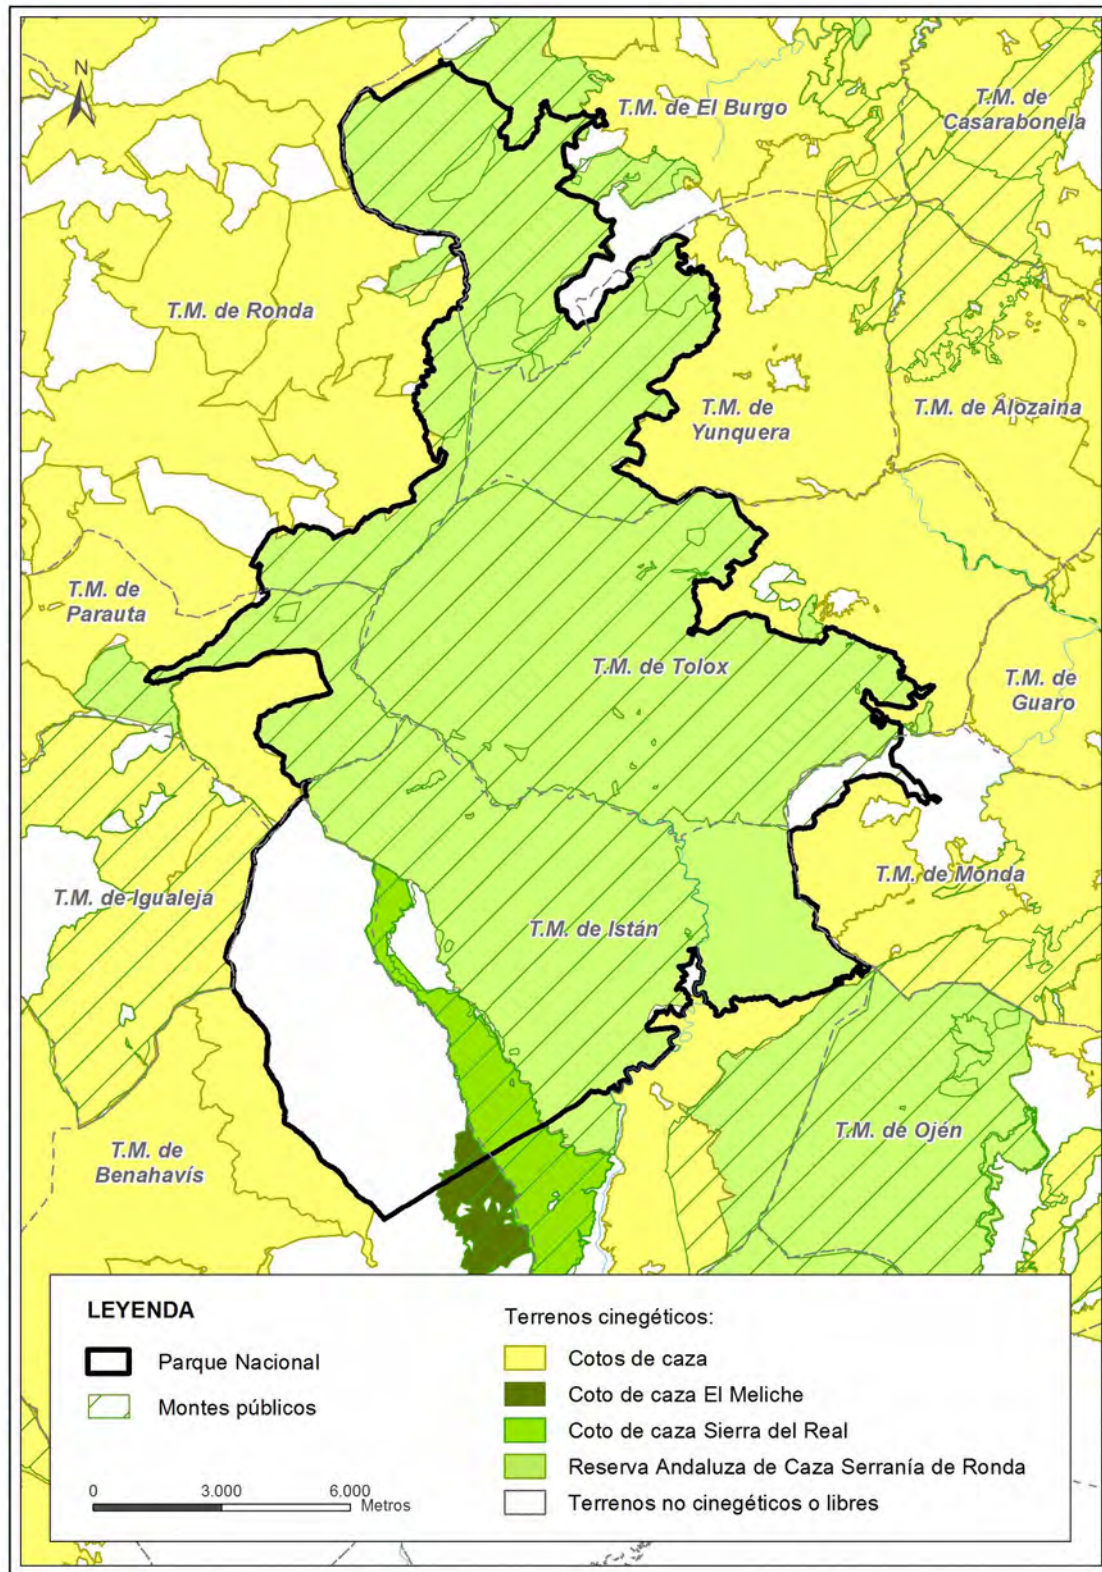 N
T.M. de El Burgo
T.M. de
Casarabonela
T.M. de Ronda
T.M. de
Yunquera
T.M. de Alozaina
T.M. de
Parauta
T.M. de Tolox
T.M. de
Guaro
T.M. de Igualeja
T.M. de Istán
T.M. de Monda
T.M. de
Benahavís
T.M. de Ojén
LEYENDA
Parque Nacional
Montes públicos
0 3.000 6.000
Metros
Terrenos cinegéticos:
Cotos de caza
Coto de caza El Meliche
Coto de caza Sierra del Real
Reserva Andaluza de Caza Serranía de Ronda
Terrenos no cinegéticos o libres